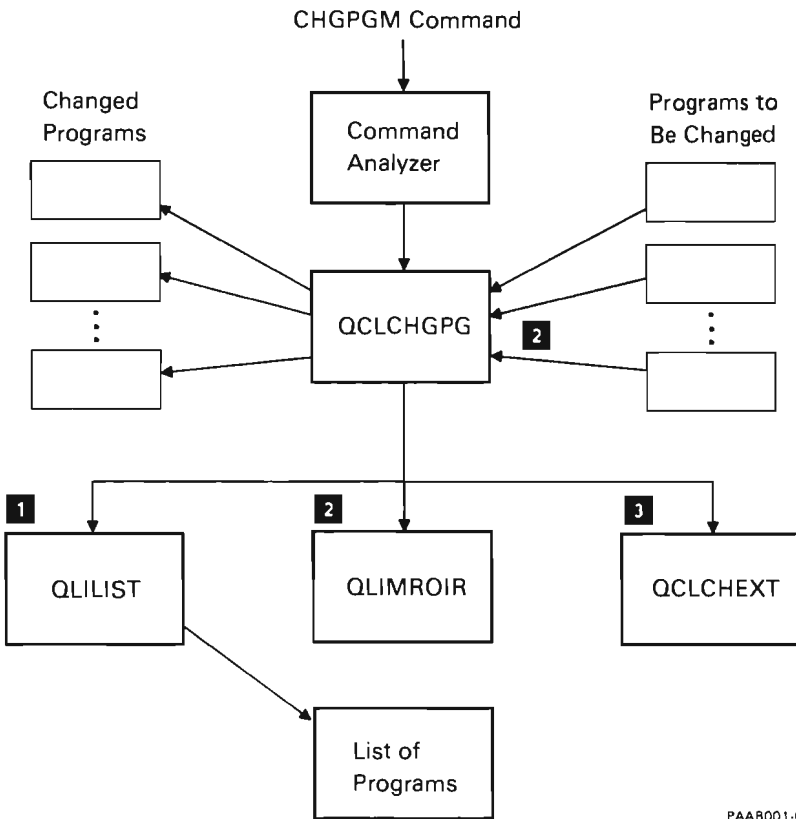 CHGPGM Command
Changed
Programs
Command
Analyzer
Programs to
Be Changed
QCLCHGPG
2
1
2
3
QLILIST
QLIMROIR
QCLCHEXT
List of
Programs